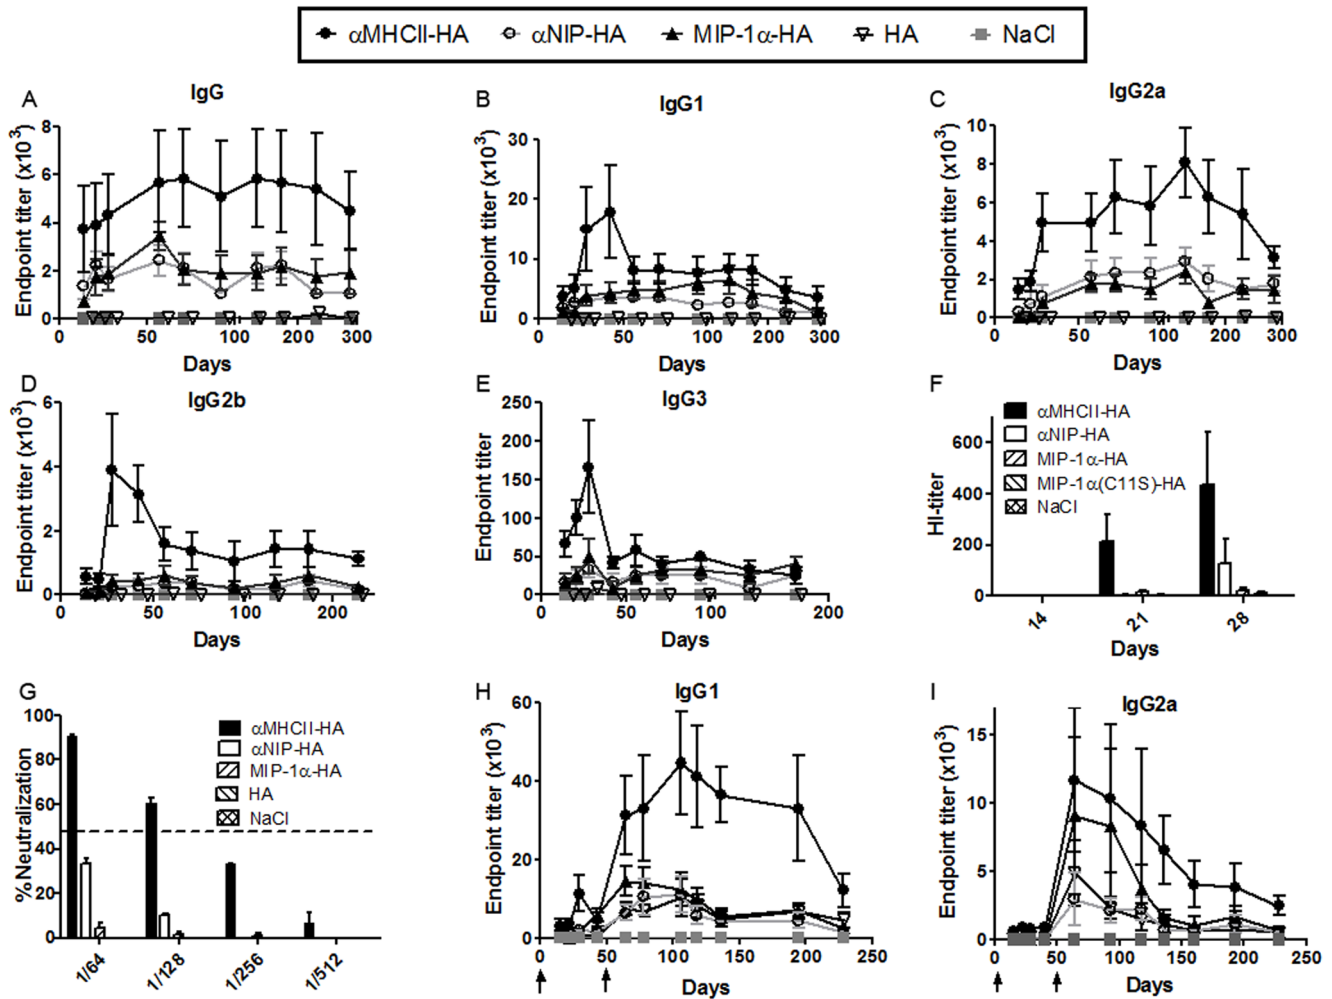 αMHCII-HA αNIP-HA MIP-1α-HA HA NaCl
A
IgG
Endpoint titer (x10³)
8
6
4
2
0
0 50 100 200 300
Days
B
IgG1
Endpoint titer (x10³)
30
20
10
0
0 50 100 200 300
Days
C
IgG2a
Endpoint titer (x10³)
10
8
6
4
2
0
0 50 100 200 300
Days
D
IgG2b
Endpoint titer (x10³)
6
4
2
0
0 50 100 200
Days
E
IgG3
Endpoint titer
250
200
150
100
50
0
0 50 100 200
Days
F
αMHCII-HA
αNIP-HA
MIP-1α-HA
MIP-1α(C11S)-HA
NaCl
HI-titer
600
400
200
0
14 21 28
Days
G
αMHCII-HA
αNIP-HA
MIP-1α-HA
HA
NaCl
%Neutralization
100
80
60
40
20
0
1/64 1/128 1/256 1/512
H
IgG1
Endpoint titer (x10³)
60
40
20
0
0 50 100 150 200 250
Days
I
IgG2a
Endpoint titer (x10³)
15
10
5
0
0 50 100 150 200 250
Days